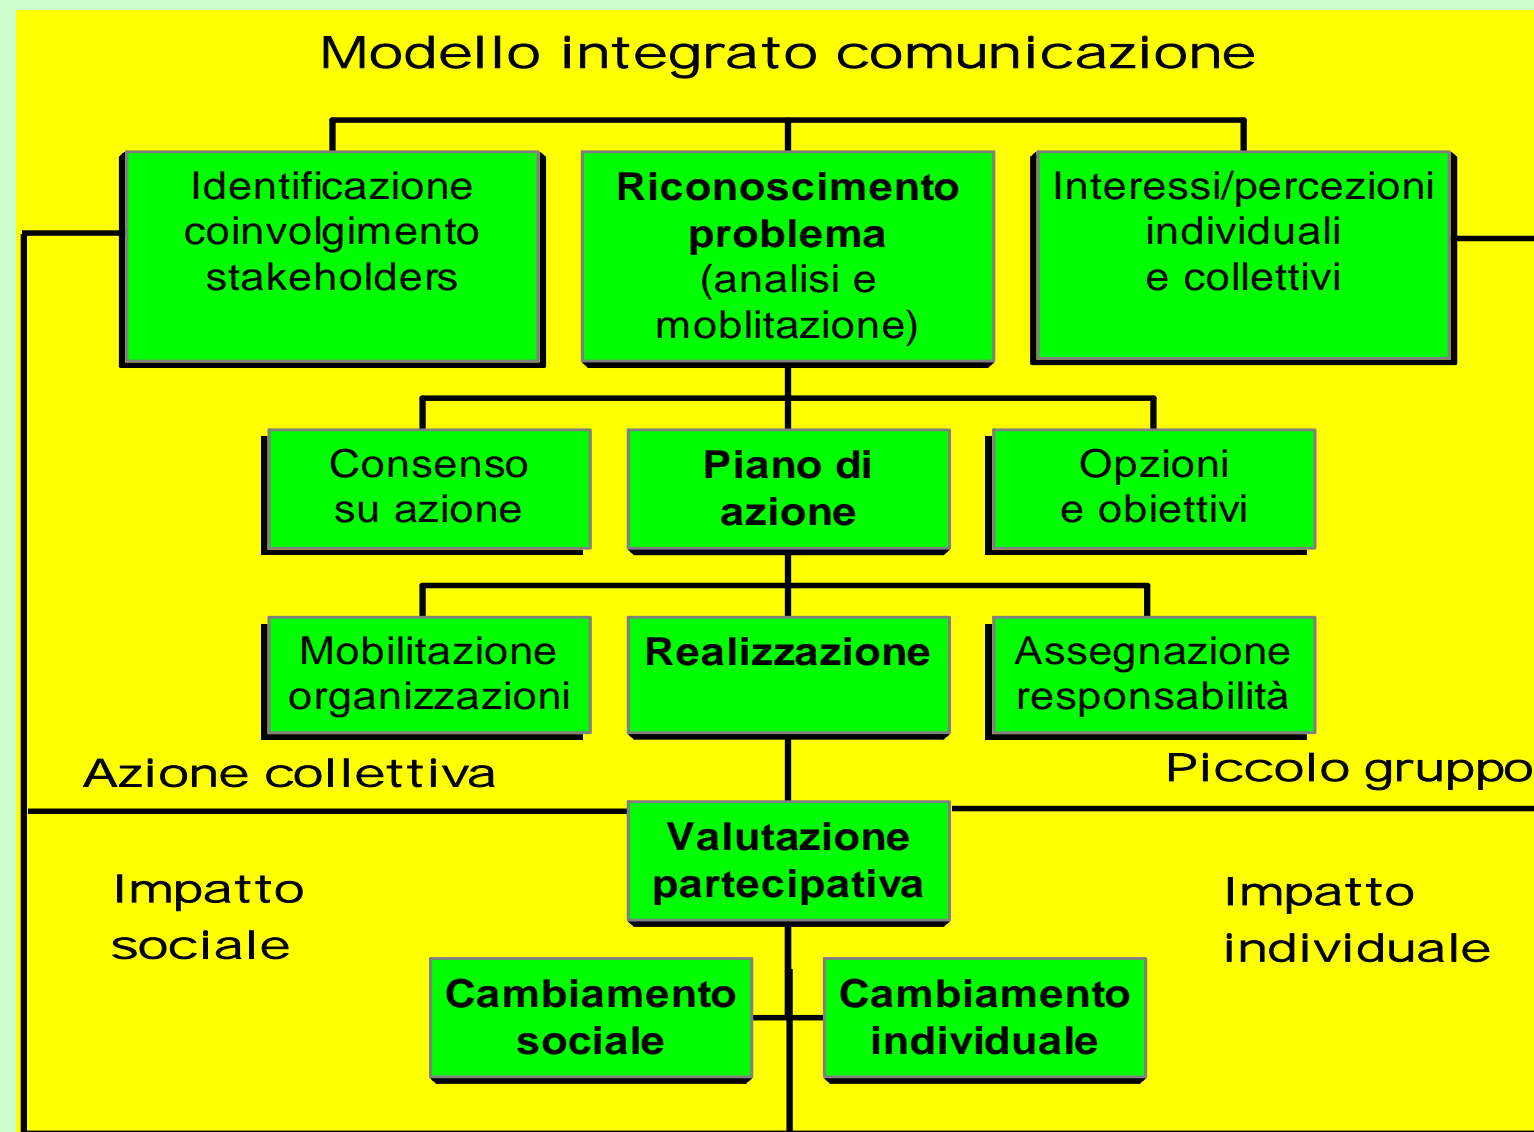 Modello integrato comunicazione
Identificazione
coinvolgimento
stakeholders
Riconoscimento
problema
(analisi e
moblitazione)
Interessi/percezioni
individuali
e collettivi
Consenso
su azione
Piano di
azione
Opzioni
e obiettivi
Mobilitazione
organizzazioni
Realizzazione
Assegnazione
responsabilità
Azione collettiva
Piccolo gruppo
Valutazione
partecipativa
Impatto
sociale
Impatto
individuale
Cambiamento
sociale
Cambiamento
individuale